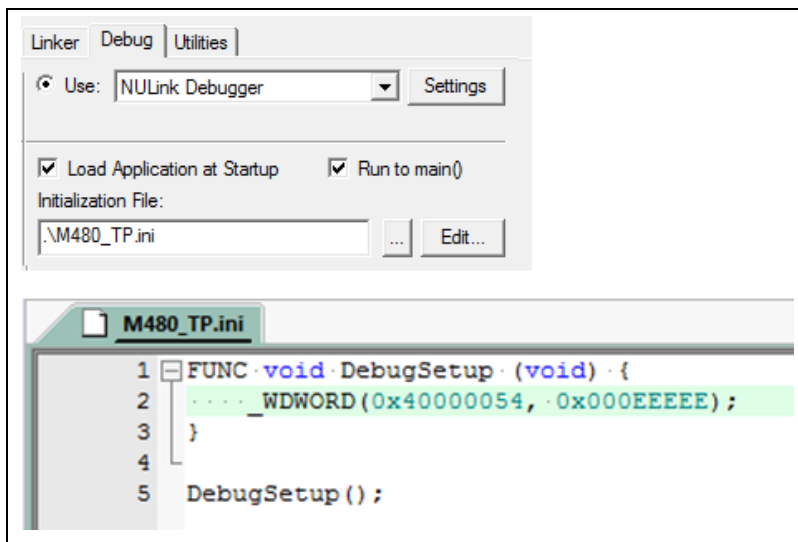 Linker Debug Utilities
Use: NULink Debugger Settings
Load Application at Startup Run to main()
Initialization File:
.\M480_TP.ini ... Edit...
M480_TP.ini
1 FUNC void DebugSetup (void) {
2 _WDWORD(0x40000054, 0x000EEEEE);
3 }
4
5 DebugSetup();